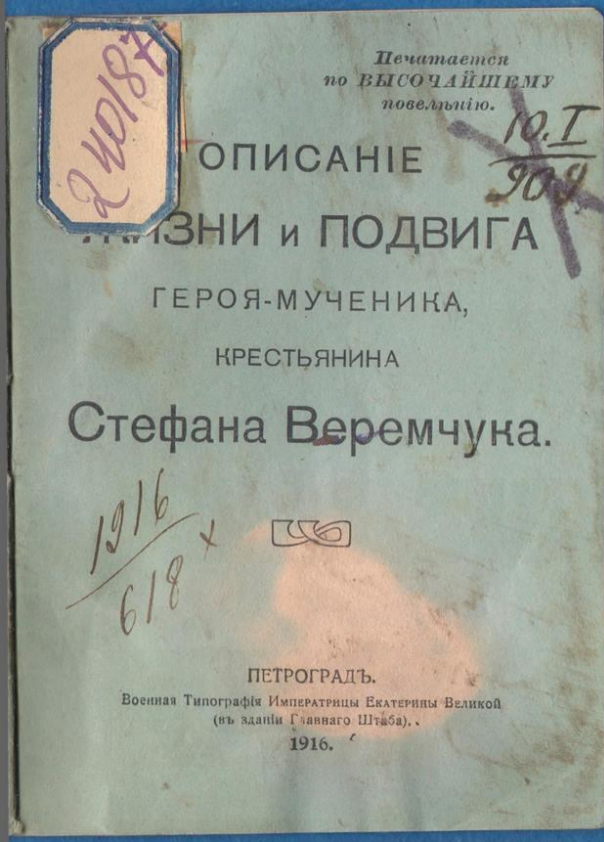 240187
Печатается
по ВЫСОЧАЙШЕМУ
повелѣнію.
10.I
909
ОПИСАНІЕ
ЖИЗНИ и ПОДВИГА
ГЕРОЯ-МУЧЕНИКА,
КРЕСТЬЯНИНА
Стефана Веремчука.
1916
618 x
ПЕТРОГРАДЪ.
Военная Типографія Императрицы Екатерины Великой
(въ зданіи Главнаго Штаба).
1916.